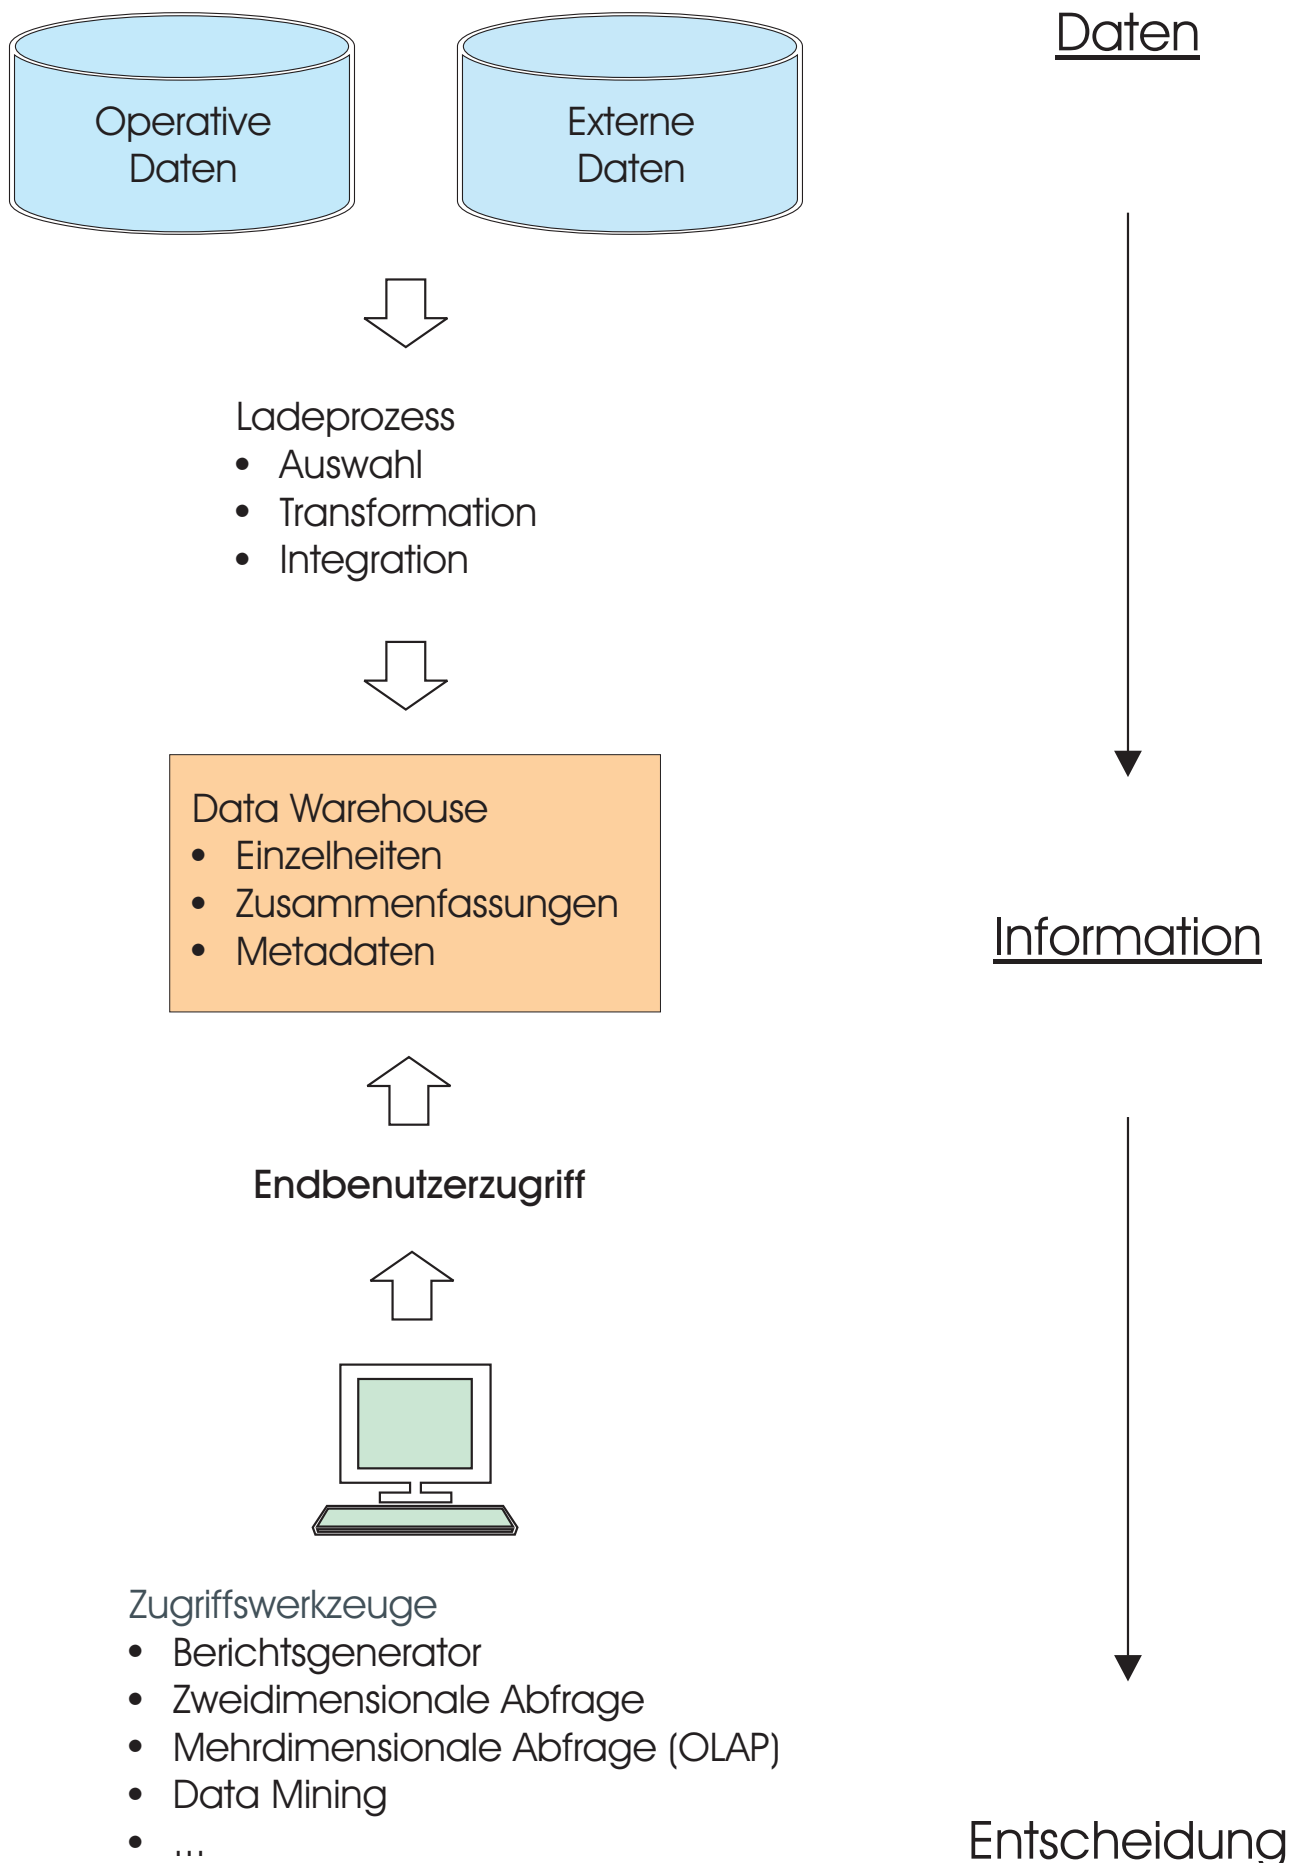 Daten
Operative
Daten
Externe
Daten
Ladeprozess
• Auswahl
• Transformation
• Integration
Data Warehouse
• Einzelheiten
• Zusammenfassungen
• Metadaten
Information
Endbenutzerzugriff
Zugriffswerkzeuge
• Berichtsgenerator
• Zweidimensionale Abfrage
• Mehrdimensionale Abfrage (OLAP)
• Data Mining
• ...
Entscheidung